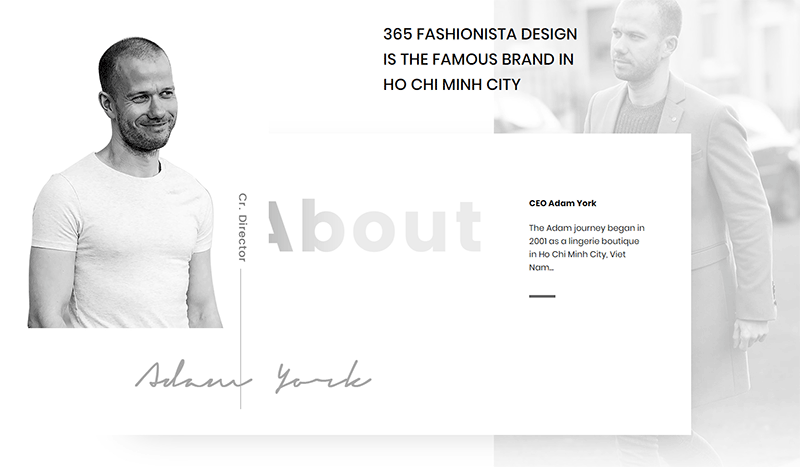 365 FASHIONISTA DESIGN
IS THE FAMOUS BRAND IN
HO CHI MINH CITY
Cr. Director
About
CEO Adam York
The Adam journey began in
2001 as a lingerie boutique
in Ho Chi Minh City, Viet
Nam...
Adam York